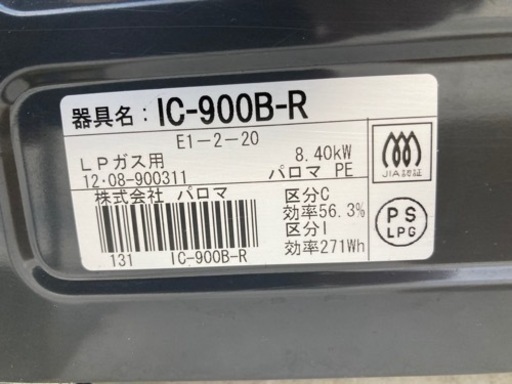 器具名：IC-900B-R
E1-2-20
LPガス用 8.40kW
12・08-900311 パロマ PE
株式会社 パロマ 区分C
効率56.3%
区分I
効率271Wh
131 IC-900B-R
JIA認証
PS
LPG